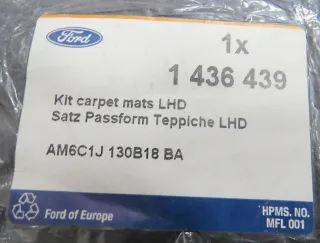 Ford
1x
1 436 439
Kit carpet mats LHD
Satz Passform Teppiche LHD
AM6C1J 130B18 BA
Ford of Europe
HPMS. NO.
MFL 001